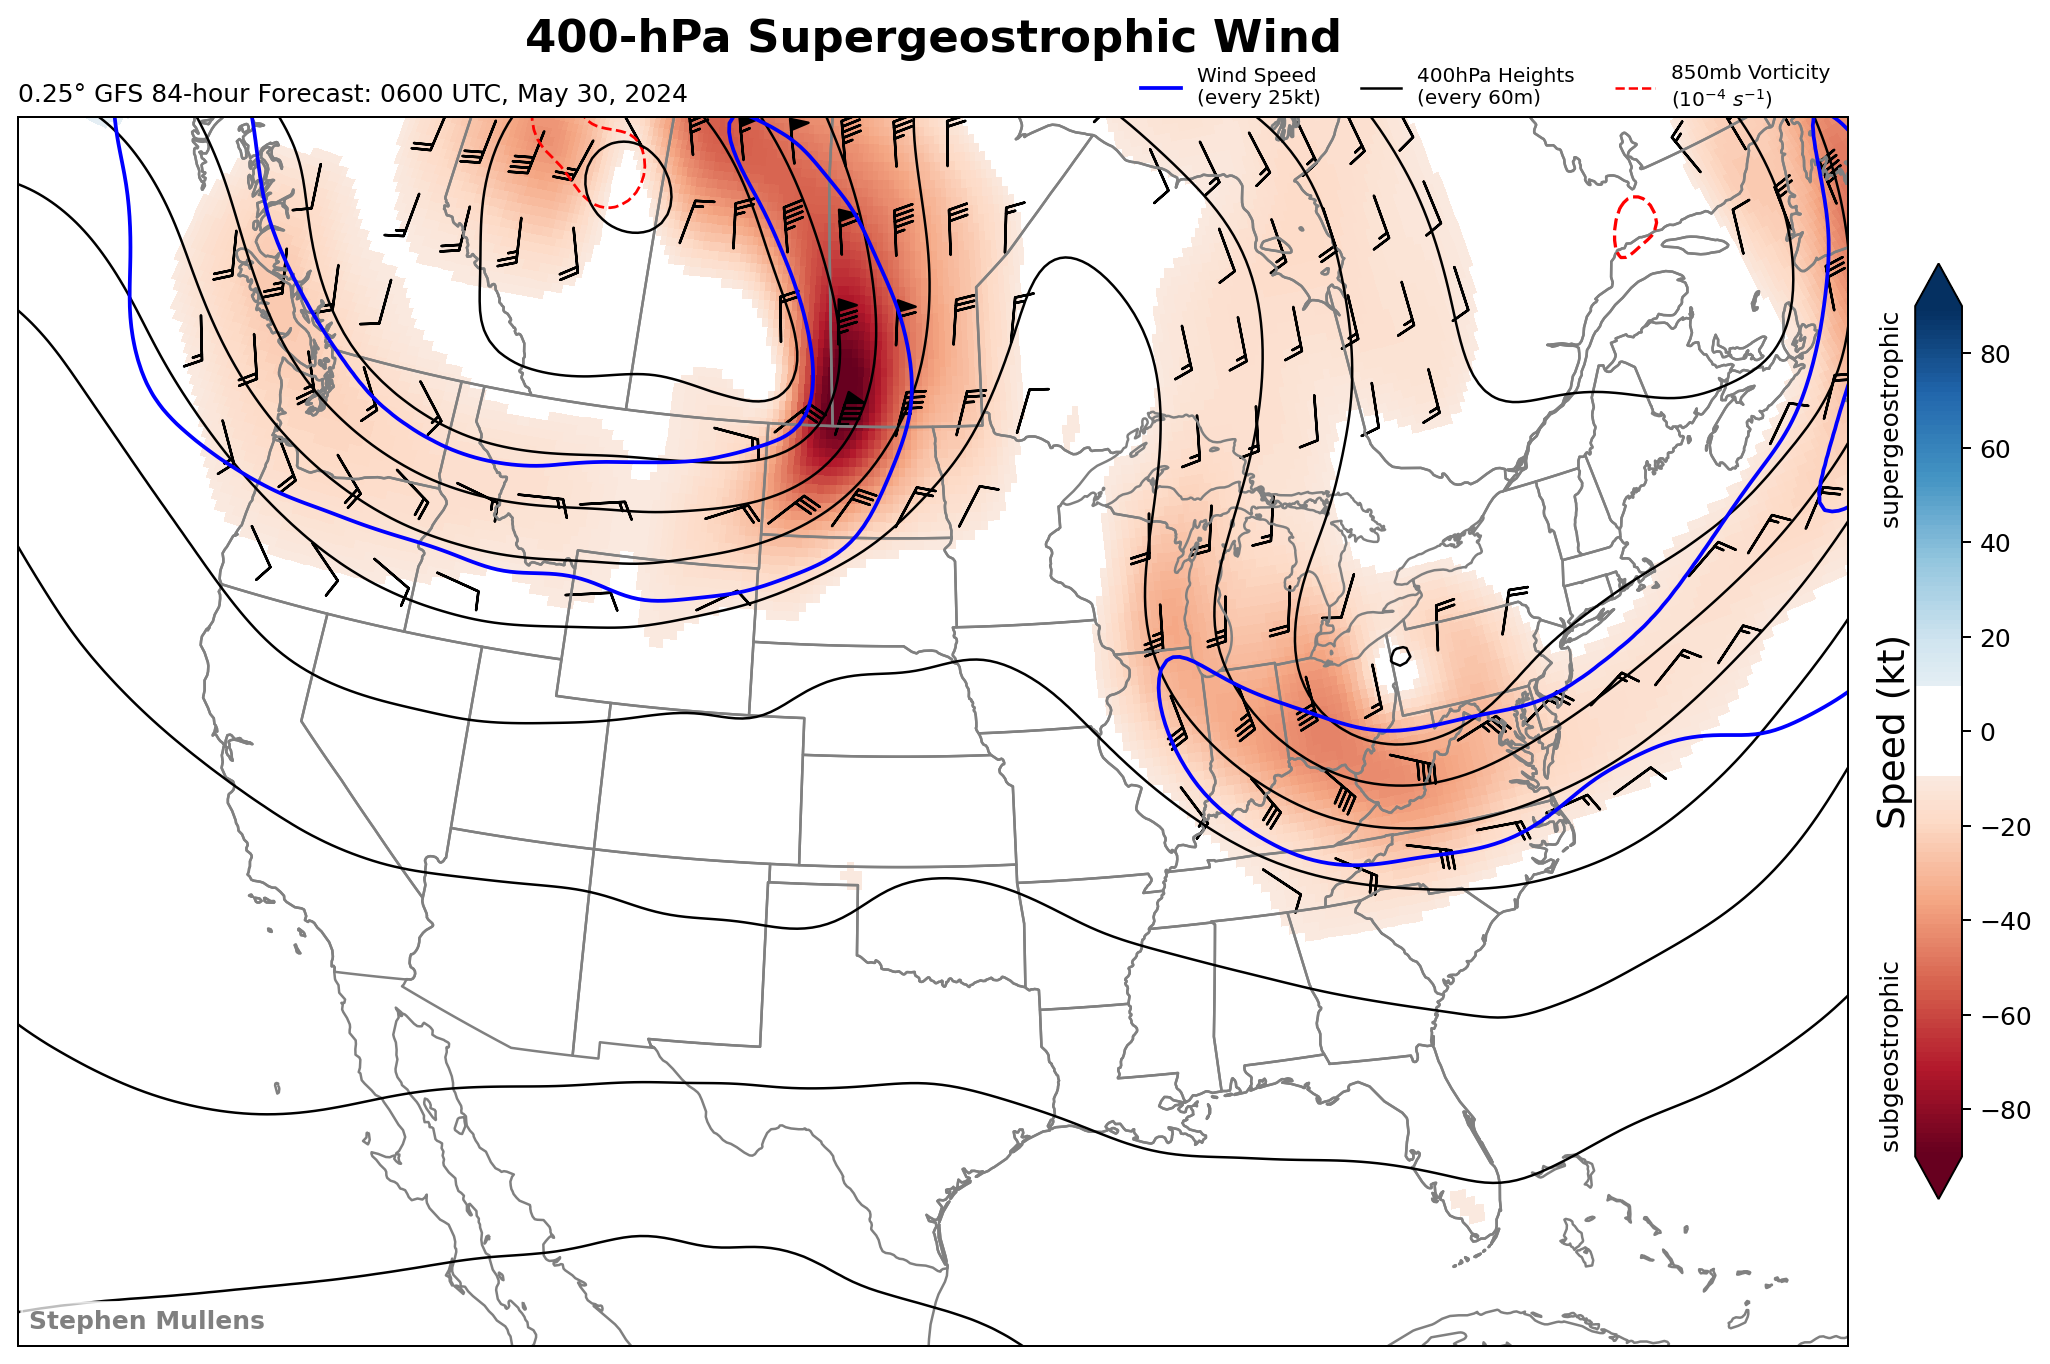 400-hPa Supergeostrophic Wind
0.25° GFS 84-hour Forecast: 0600 UTC, May 30, 2024
Wind Speed
(every 25kt)
400hPa Heights
(every 60m)
850mb Vorticity
(10⁻⁴ s⁻¹)
supergeostrophic
Speed (kt)
subgeostrophic
80
60
40
20
0
−20
−40
−60
−80
Stephen Mullens